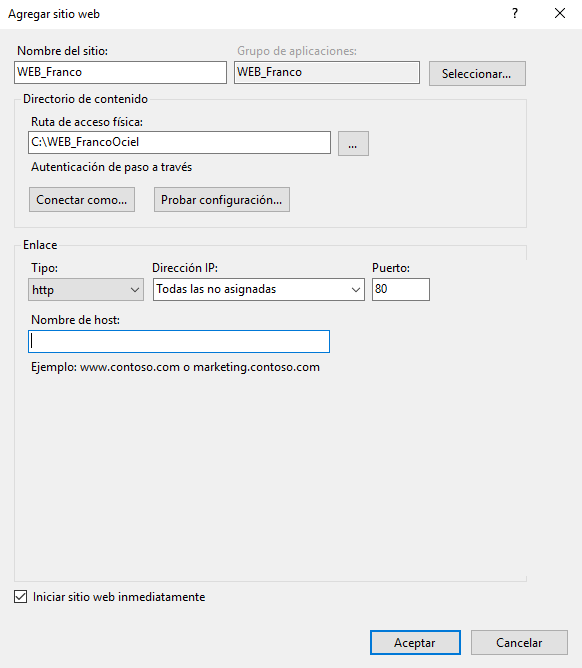 Agregar sitio web
?
Nombre del sitio:
Grupo de aplicaciones:
WEB_Franco
WEB_Franco
Seleccionar...
Directorio de contenido
Ruta de acceso física:
C:\WEB_FrancoOciel
...
Autenticación de paso a través
Conectar como...
Probar configuración...
Enlace
Tipo:
Dirección IP:
Puerto:
http
Todas las no asignadas
80
Nombre de host:
Ejemplo: www.contoso.com o marketing.contoso.com
Iniciar sitio web inmediatamente
Aceptar
Cancelar